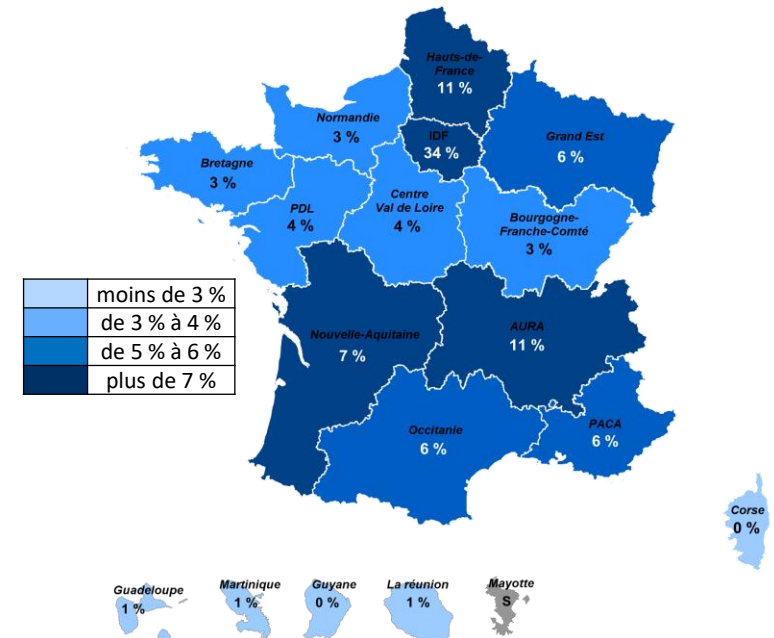 Hauts-de-
France
11 %
Normandie
3 %
IDF
34 %
Grand Est
6 %
Bretagne
3 %
PDL
4 %
Centre
Val de Loire
4 %
Bourgogne-
Franche-Comté
3 %
moins de 3 %
de 3 % à 4 %
de 5 % à 6 %
plus de 7 %
Nouvelle-Aquitaine
7 %
AURA
11 %
Occitanie
6 %
PACA
6 %
Corse
0 %
Guadeloupe
1 %
Martinique
1 %
Guyane
0 %
La réunion
1 %
Mayotte
S